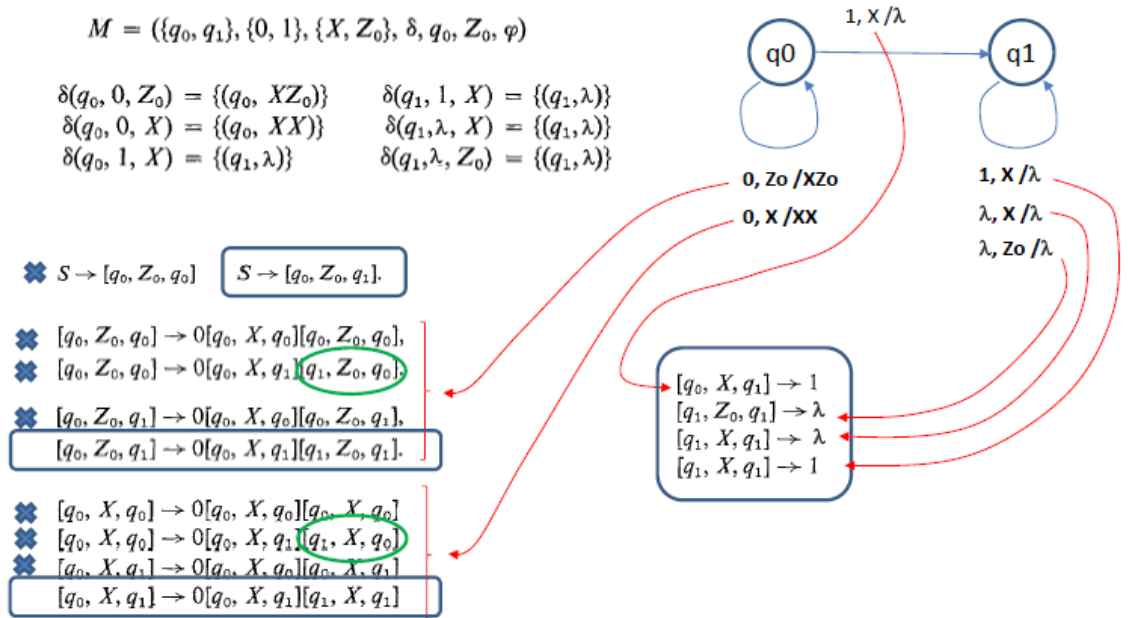 M = ({q₀, q₁}, {0, 1}, {X, Z₀}, δ, q₀, Z₀, φ)
δ(q₀, 0, Z₀) = {(q₀, XZ₀)} δ(q₁, 1, X) = {(q₁,λ)}
δ(q₀, 0, X) = {(q₀, XX)} δ(q₁,λ, X) = {(q₁,λ)}
δ(q₀, 1, X) = {(q₁,λ)} δ(q₁,λ, Z₀) = {(q₁,λ)}
1, X /λ
q0 q1
0, Zo /XZo
0, X /XX
1, X /λ
λ, X /λ
λ, Zo /λ
S → [q₀, Z₀, q₀] S → [q₀, Z₀, q₁].
[q₀, Z₀, q₀] → 0[q₀, X, q₀][q₀, Z₀, q₀],
[q₀, Z₀, q₀] → 0[q₀, X, q₁][q₁, Z₀, q₀].
[q₀, Z₀, q₁] → 0[q₀, X, q₀][q₀, Z₀, q₁],
[q₀, Z₀, q₁] → 0[q₀, X, q₁][q₁, Z₀, q₁].
[q₀, X, q₀] → 0[q₀, X, q₀][q₀, X, q₀]
[q₀, X, q₀] → 0[q₀, X, q₁][q₁, X, q₀]
[q₀, X, q₁] → 0[q₀, X, q₀][q₀, X, q₁]
[q₀, X, q₁] → 0[q₀, X, q₁][q₁, X, q₁]
[q₀, X, q₁] → 1
[q₁, Z₀, q₁] → λ
[q₁, X, q₁] → λ
[q₁, X, q₁] → 1